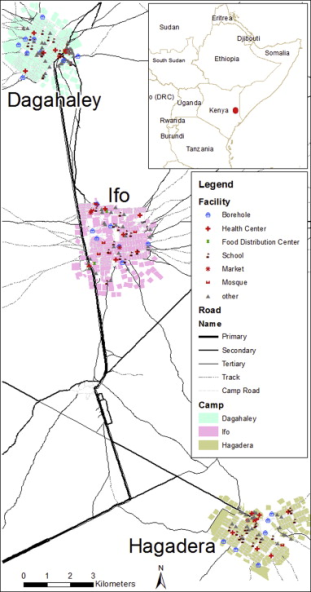 Eritrea
Sudan
Djibouti
Somalia
South Sudan
Ethiopia
o (DRC)
Uganda
Kenya
Rwanda
Burundi
Tanzania
Dagahaley
Ifo
Legend
Facility
Borehole
Health Center
Food Distribution Center
School
Market
Mosque
other
Road
Name
Primary
Secondary
Tertiary
Track
Camp Road
Camp
Dagahaley
Ifo
Hagadera
Hagadera
0 1 2 3
Kilometers
N